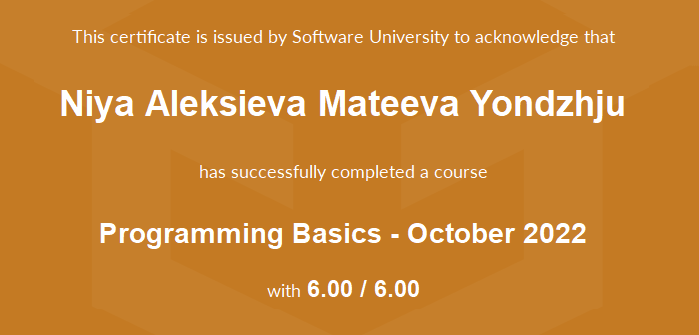 This certificate is issued by Software University to acknowledge that
Niya Aleksieva Mateeva Yondzhju
has successfully completed a course
Programming Basics - October 2022
with 6.00 / 6.00